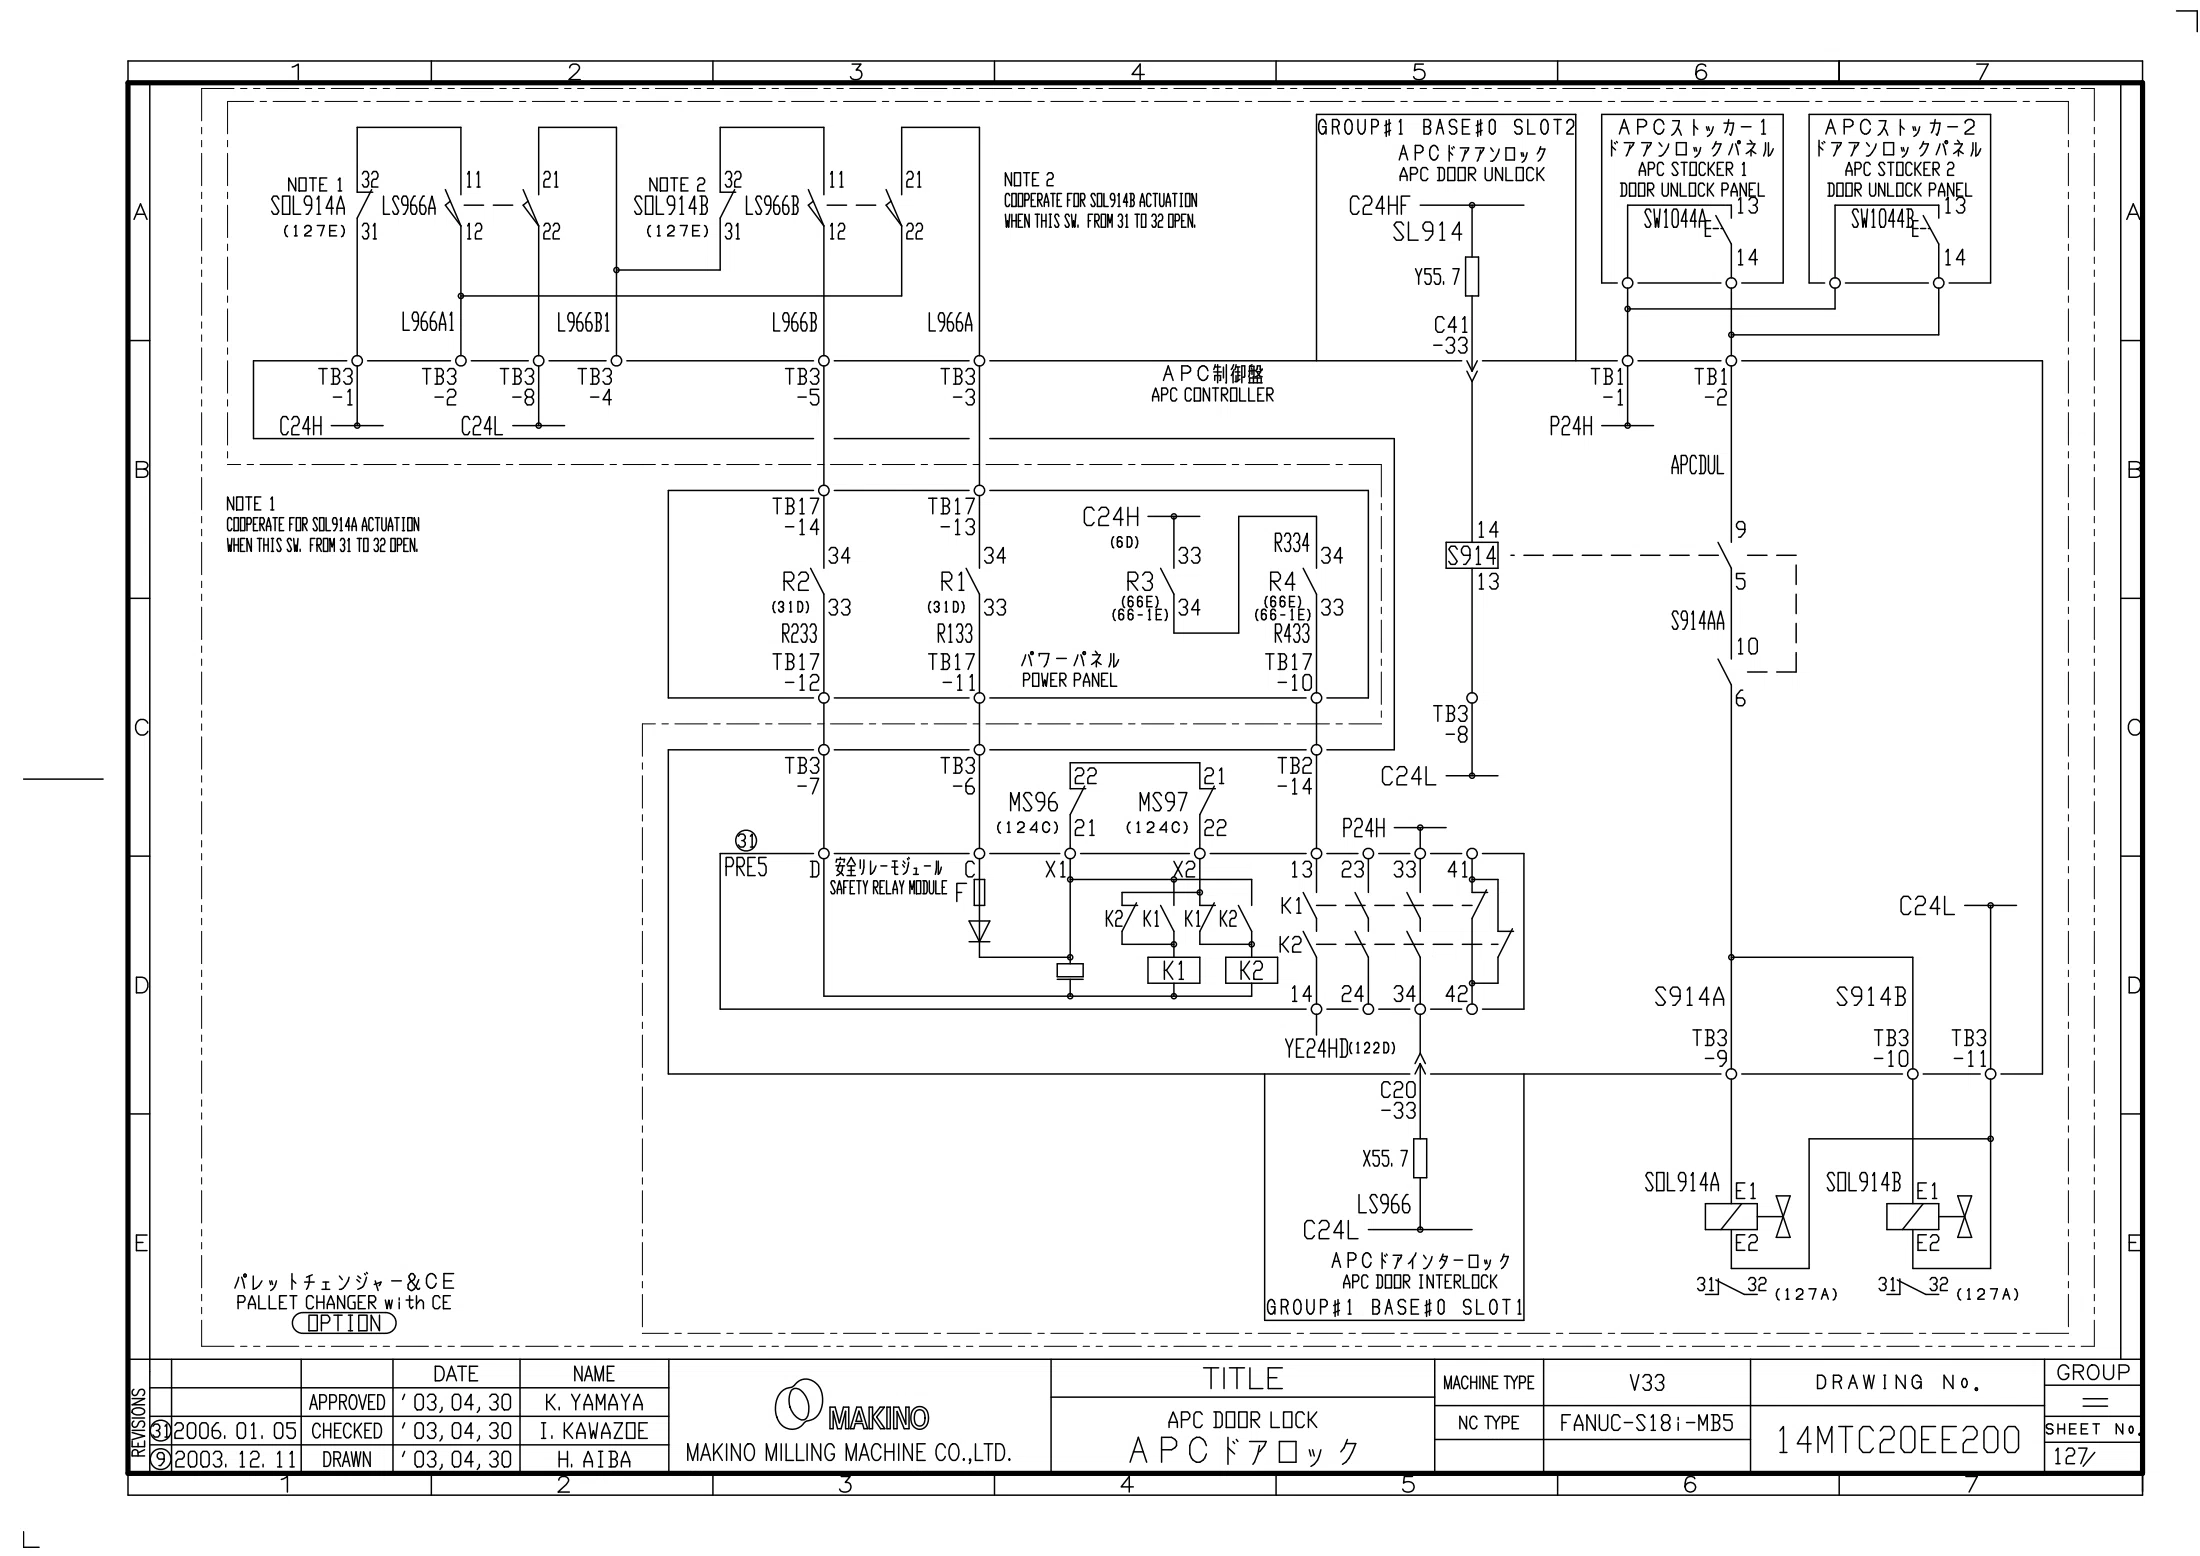 1 2 3 4 5 6 7
A
B
C
D
E
A
B
C
D
E
NOTE 1
SOL914A
(127E)
32
31
LS966A
11
12
21
22
NOTE 2
SOL914B
(127E)
32
31
LS966B
11
12
21
22
NOTE 2
COOPERATE FOR SOL914B ACTUATION
WHEN THIS SW. FROM 31 TO 32 OPEN.
GROUP#1 BASE#0 SLOT2
APCドアアンロック
APC DOOR UNLOCK
C24HF
SL914
Y55.7
C41
-33
APCストッカー1
ドアアンロックパネル
APC STOCKER 1
DOOR UNLOCK PANEL
SW1044A
13
14
APCストッカー2
ドアアンロックパネル
APC STOCKER 2
DOOR UNLOCK PANEL
SW1044B
13
14
L966A1
L966B1
L966B
L966A
TB3
-1
TB3
-2
TB3
-8
TB3
-4
TB3
-5
TB3
-3
APC制御盤
APC CONTROLLER
TB1
-1
TB1
-2
C24H
C24L
P24H
APCDUL
NOTE 1
COOPERATE FOR SOL914A ACTUATION
WHEN THIS SW. FROM 31 TO 32 OPEN.
TB17
-14
TB17
-13
34
R2
(31D)
33
R233
TB17
-12
34
R1
(31D)
33
R133
TB17
-11
C24H
(6D)
33
R3
(66E)
(66-1E)
34
R334
34
R4
(66E)
(66-1E)
33
R433
TB17
-10
パワーパネル
POWER PANEL
14
S914
13
9
5
S914AA
10
6
TB3
-8
C24L
TB3
-7
TB3
-6
TB2
-14
MS96
(124C)
22
21
MS97
(124C)
21
22
P24H
31
PRE5
D
安全リレーモジュール
SAFETY RELAY MODULE
C
F
X1
X2
K2
K1
K1
K2
K1
K2
13
23
33
41
K1
K2
14
24
34
42
YE24HD(122D)
C24L
S914A
S914B
TB3
-9
TB3
-10
TB3
-11
C20
-33
X55.7
LS966
C24L
APCドアインターロック
APC DOOR INTERLOCK
GROUP#1 BASE#0 SLOT1
SOL914A
E1
E2
31 32 (127A)
SOL914B
E1
E2
31 32 (127A)
パレットチェンジャー&CE
PALLET CHANGER with CE
OPTION
REVISIONS
DATE NAME
APPROVED '03,04,30 K. YAMAYA
31 2006. 01. 05 CHECKED '03,04,30 I. KAWAZOE
9 2003. 12. 11 DRAWN '03,04,30 H. AIBA
MAKINO
MAKINO MILLING MACHINE CO.,LTD.
TITLE
APC DOOR LOCK
APCドアロック
MACHINE TYPE V33
NC TYPE FANUC-S18i-MB5
DRAWING No.
14MTC20EE200
GROUP
=
SHEET No.
127/
1 2 3 4 5 6 7